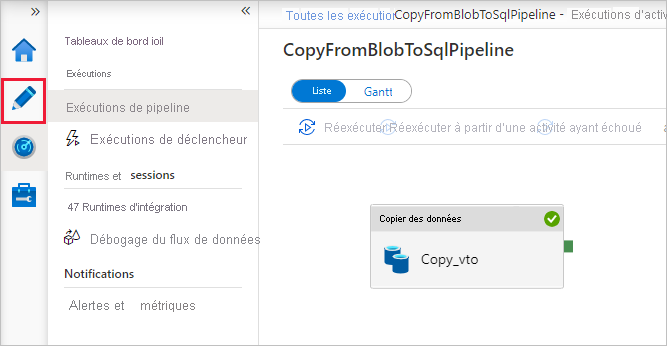 »
«
Tableaux de bord ioil
Exécutions
Exécutions de pipeline
Exécutions de déclencheur
Runtimes et sessions
47 Runtimes d'intégration
Débogage du flux de données
Notifications
Alertes et métriques
Toutes les exécution CopyFromBlobToSqlPipeline - Exécutions d'activ
CopyFromBlobToSqlPipeline
Liste Gantt
Réexécuter Réexécuter à partir d'une activité ayant échoué a
Copier des données
Copy_vto